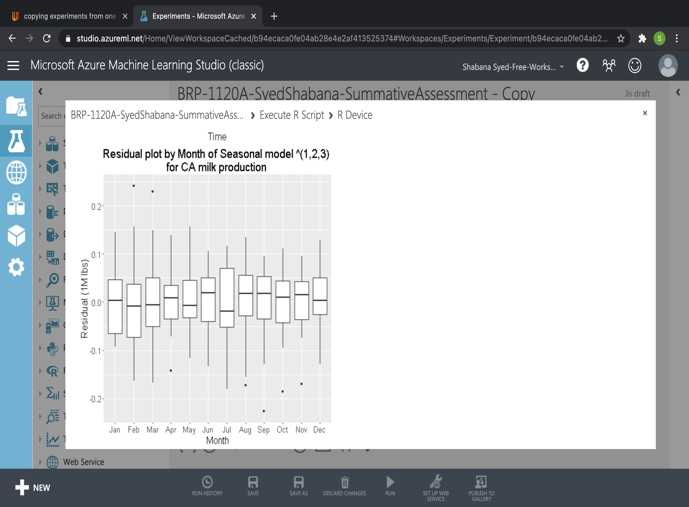 copying experiments from one
Experiments - Microsoft Azure
studio.azureml.net/Home/ViewWorkspaceCached/b94ecaca0fe04ab28e4e2af413525374#Workspaces/Experiments/Experiment/b94ecaca0fe04ab2...
S
Microsoft Azure Machine Learning Studio (classic)
Shabana Syed-Free-Works...
BRP-1120A-SyedShabana-SummativeAssessment - Copy
In draft
Search
BRP-1120A-SyedShabana-SummativeAss... > Execute R Script > R Device
x
Time
Residual plot by Month of Seasonal model ^(1,2,3)
for CA milk production
Residual (1M lbs)
0.2
0.1
0.0
-0.1
-0.2
Jan Feb Mar Apr May Jun Jul Aug Sep Oct Nov Dec
Month
Web Service
NEW
RUN HISTORY
SAVE
SAVE AS
DISCARD CHANGES
RUN
SET UP WEB
SERVICE
PUBLISH TO
GALLERY